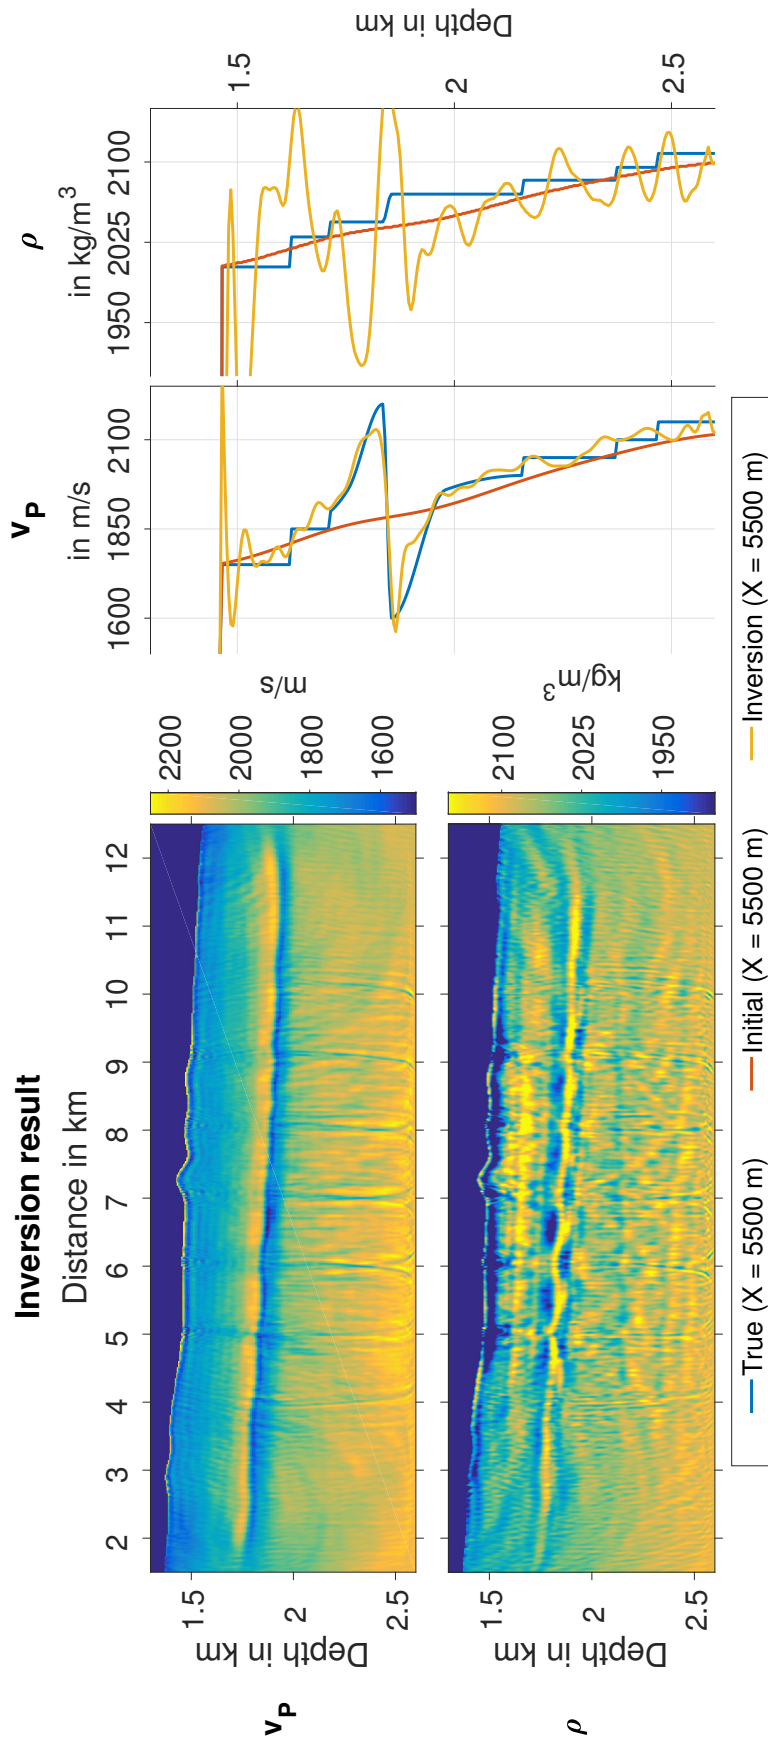 Inversion result
Distance in km
2 3 4 5 6 7 8 9 10 11 12
v_P
Depth in km
1.5
2
2.5
2200
2000
1800
1600
m/s
ρ
Depth in km
1.5
2
2.5
2100
2025
1950
kg/m³
v_P
in m/s
1600 1850 2100
ρ
in kg/m³
1950 2025 2100
1.5
2
2.5
Depth in km
True (X = 5500 m) Initial (X = 5500 m) Inversion (X = 5500 m)